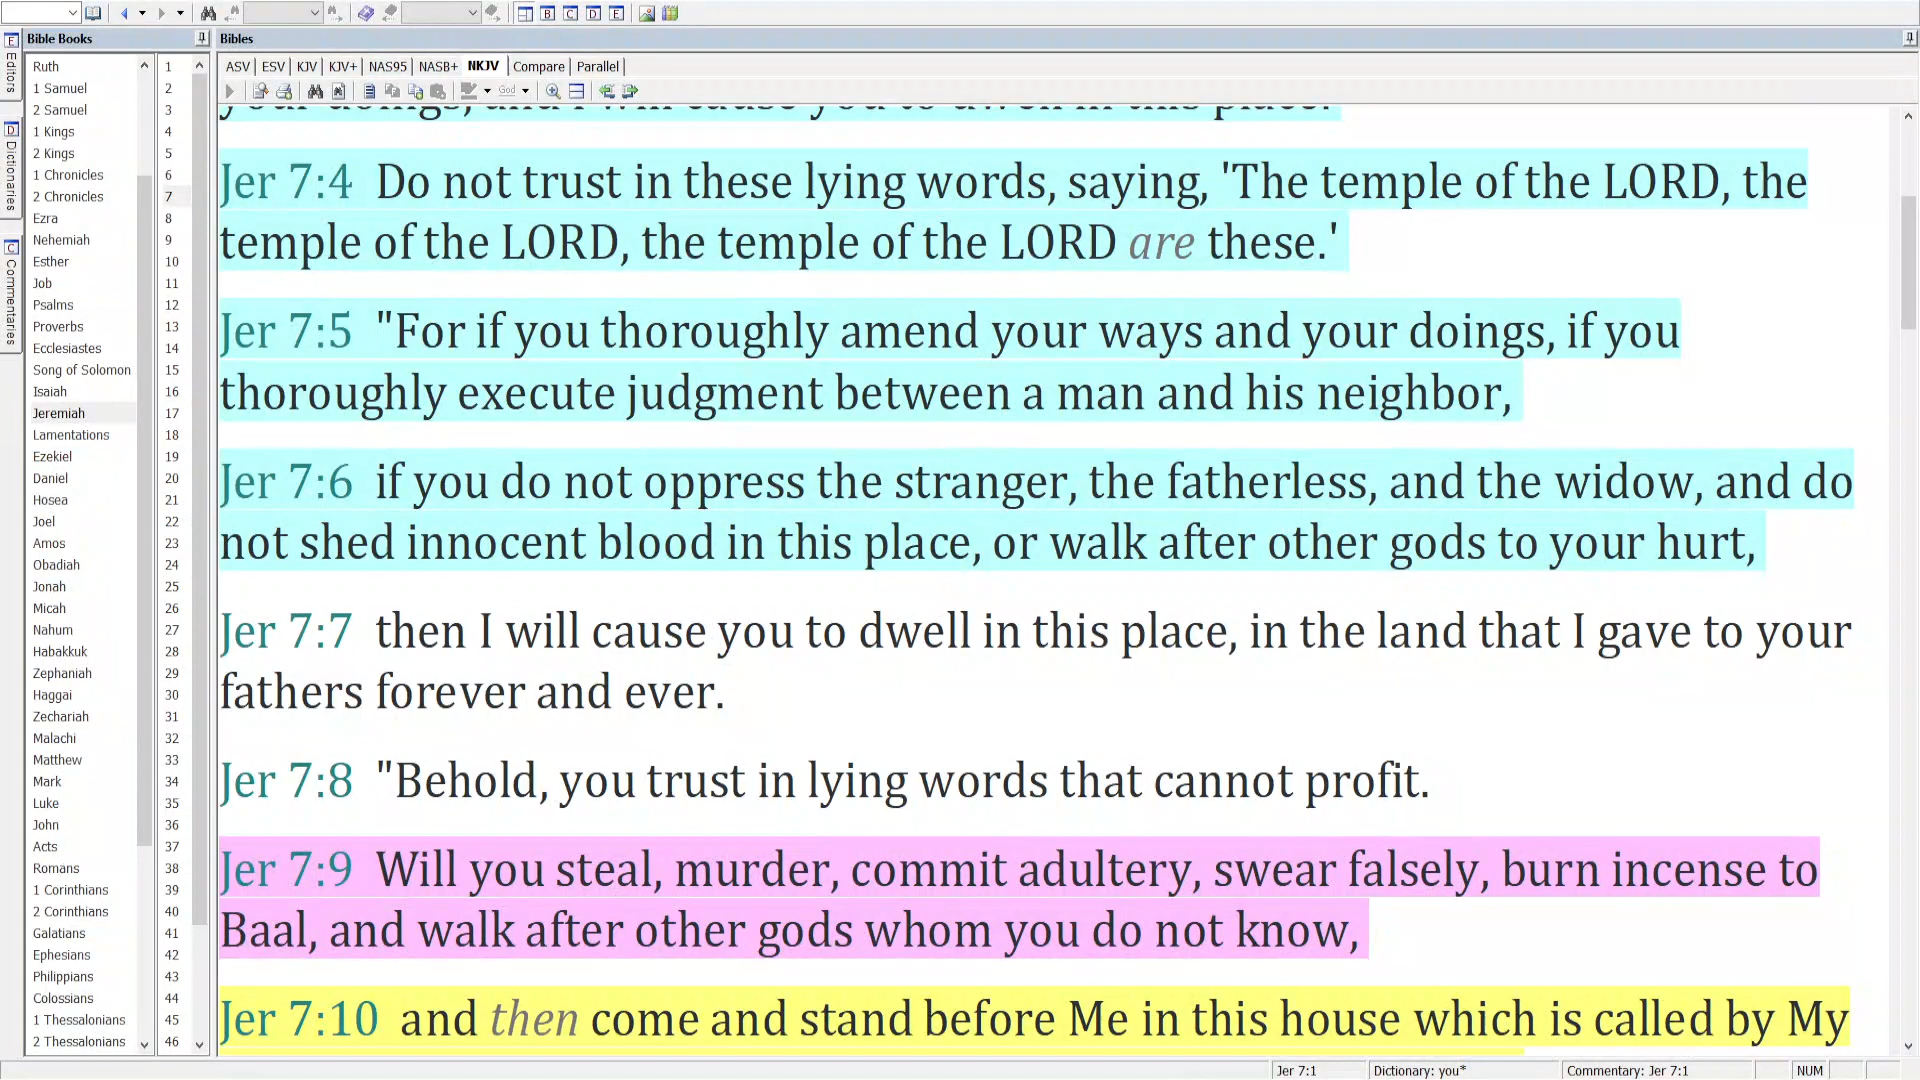 Bible Books
Bibles
Editors
Dictionaries
Commentaries
Ruth
1 Samuel
2 Samuel
1 Kings
2 Kings
1 Chronicles
2 Chronicles
Ezra
Nehemiah
Esther
Job
Psalms
Proverbs
Ecclesiastes
Song of Solomon
Isaiah
Jeremiah
Lamentations
Ezekiel
Daniel
Hosea
Joel
Amos
Obadiah
Jonah
Micah
Nahum
Habakkuk
Zephaniah
Haggai
Zechariah
Malachi
Matthew
Mark
Luke
John
Acts
Romans
1 Corinthians
2 Corinthians
Galatians
Ephesians
Philippians
Colossians
1 Thessalonians
2 Thessalonians
1
2
3
4
5
6
7
8
9
10
11
12
13
14
15
16
17
18
19
20
21
22
23
24
25
26
27
28
29
30
31
32
33
34
35
36
37
38
39
40
41
42
43
44
45
46
ASV ESV KJV KJV+ NAS95 NASB+ NKJV Compare Parallel
God
your doings, and I will cause you to dwell in this place.
Jer 7:4 Do not trust in these lying words, saying, 'The temple of the LORD, the
temple of the LORD, the temple of the LORD are these.'
Jer 7:5 "For if you thoroughly amend your ways and your doings, if you
thoroughly execute judgment between a man and his neighbor,
Jer 7:6 if you do not oppress the stranger, the fatherless, and the widow, and do
not shed innocent blood in this place, or walk after other gods to your hurt,
Jer 7:7 then I will cause you to dwell in this place, in the land that I gave to your
fathers forever and ever.
Jer 7:8 "Behold, you trust in lying words that cannot profit.
Jer 7:9 Will you steal, murder, commit adultery, swear falsely, burn incense to
Baal, and walk after other gods whom you do not know,
Jer 7:10 and then come and stand before Me in this house which is called by My
Jer 7:1 Dictionary: you* Commentary: Jer 7:1 NUM